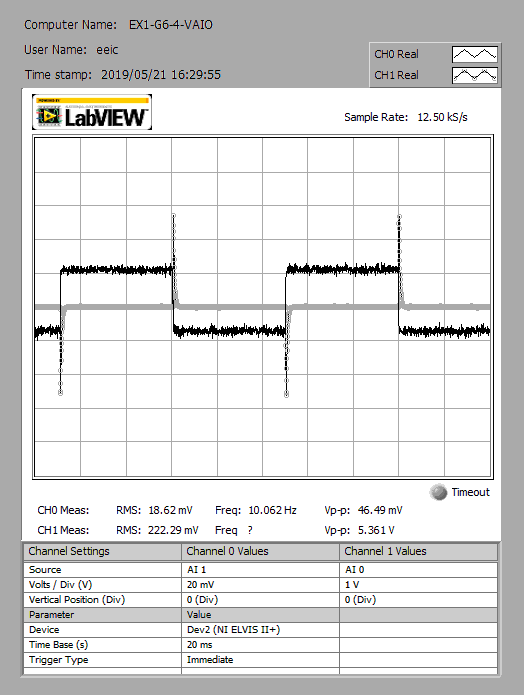 Computer Name: EX1-G6-4-VAIO
User Name: eeic
Time stamp: 2019/05/21 16:29:55
CH0 Real
CH1 Real
LabVIEW
Sample Rate: 12.50 kS/s
Timeout
CH0 Meas: RMS: 18.62 mV Freq: 10.062 Hz Vp-p: 46.49 mV
CH1 Meas: RMS: 222.29 mV Freq ? Vp-p: 5.361 V
Channel Settings Channel 0 Values Channel 1 Values
Source AI 1 AI 0
Volts / Div (V) 20 mV 1 V
Vertical Position (Div) 0 (Div) 0 (Div)
Parameter Value
Device Dev2 (NI ELVIS II+)
Time Base (s) 20 ms
Trigger Type Immediate